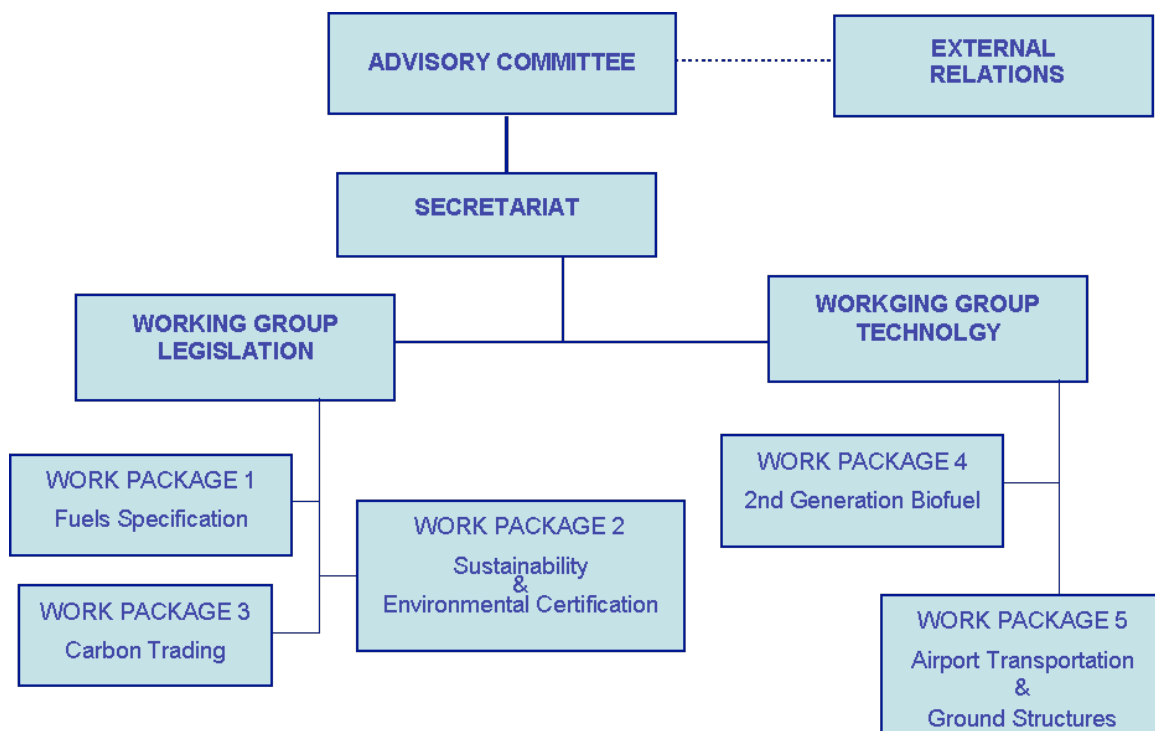 ADVISORY COMMITTEE
EXTERNAL
RELATIONS
SECRETARIAT
WORKING GROUP
LEGISLATION
WORKGING GROUP
TECHNOLGY
WORK PACKAGE 1
Fuels Specification
WORK PACKAGE 2
Sustainability
&
Environmental Certification
WORK PACKAGE 3
Carbon Trading
WORK PACKAGE 4
2nd Generation Biofuel
WORK PACKAGE 5
Airport Transportation
&
Ground Structures